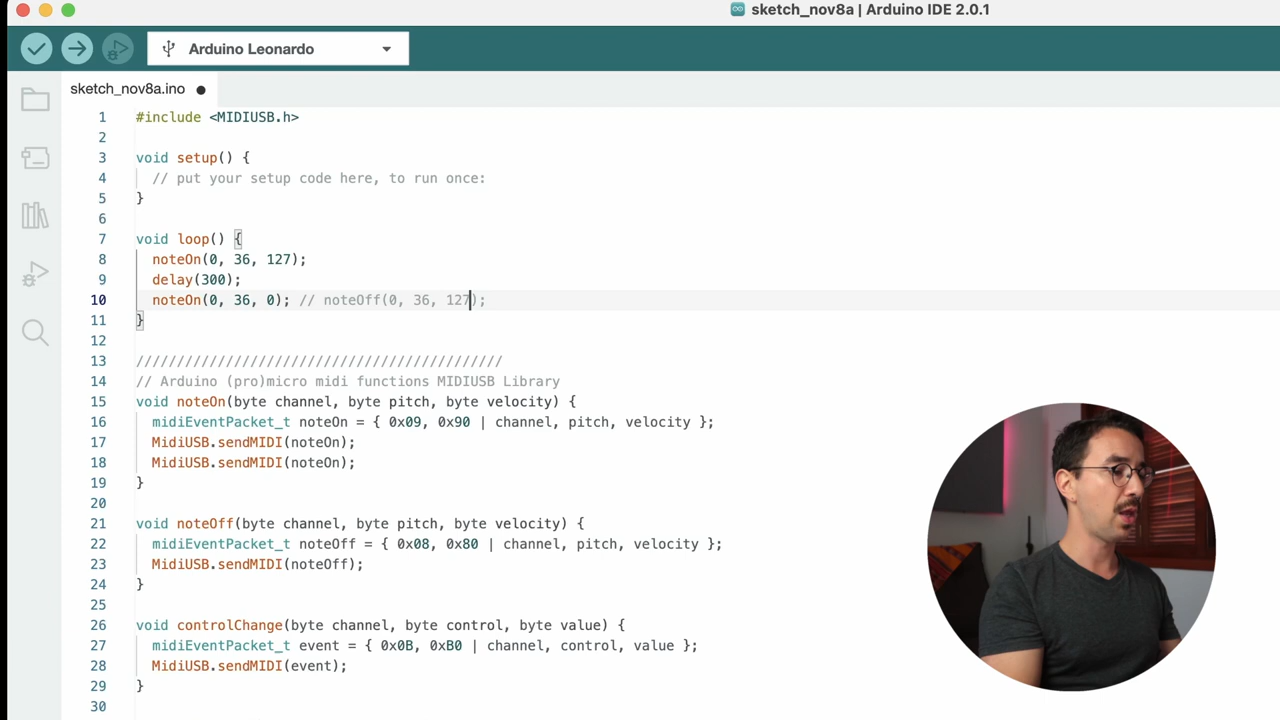 sketch_nov8a | Arduino IDE 2.0.1
Arduino Leonardo
sketch_nov8a.ino
1 #include <MIDIUSB.h>
2
3 void setup() {
4 // put your setup code here, to run once:
5 }
6
7 void loop() {
8 noteOn(0, 36, 127);
9 delay(300);
10 noteOn(0, 36, 0); // noteOff(0, 36, 127);
11 }
12
13 /////////////////////////////////////////////
14 // Arduino (pro)micro midi functions MIDIUSB Library
15 void noteOn(byte channel, byte pitch, byte velocity) {
16 midiEventPacket_t noteOn = { 0x09, 0x90 | channel, pitch, velocity };
17 MidiUSB.sendMIDI(noteOn);
18 MidiUSB.sendMIDI(noteOn);
19 }
20
21 void noteOff(byte channel, byte pitch, byte velocity) {
22 midiEventPacket_t noteOff = { 0x08, 0x80 | channel, pitch, velocity };
23 MidiUSB.sendMIDI(noteOff);
24 }
25
26 void controlChange(byte channel, byte control, byte value) {
27 midiEventPacket_t event = { 0x0B, 0xB0 | channel, control, value };
28 MidiUSB.sendMIDI(event);
29 }
30